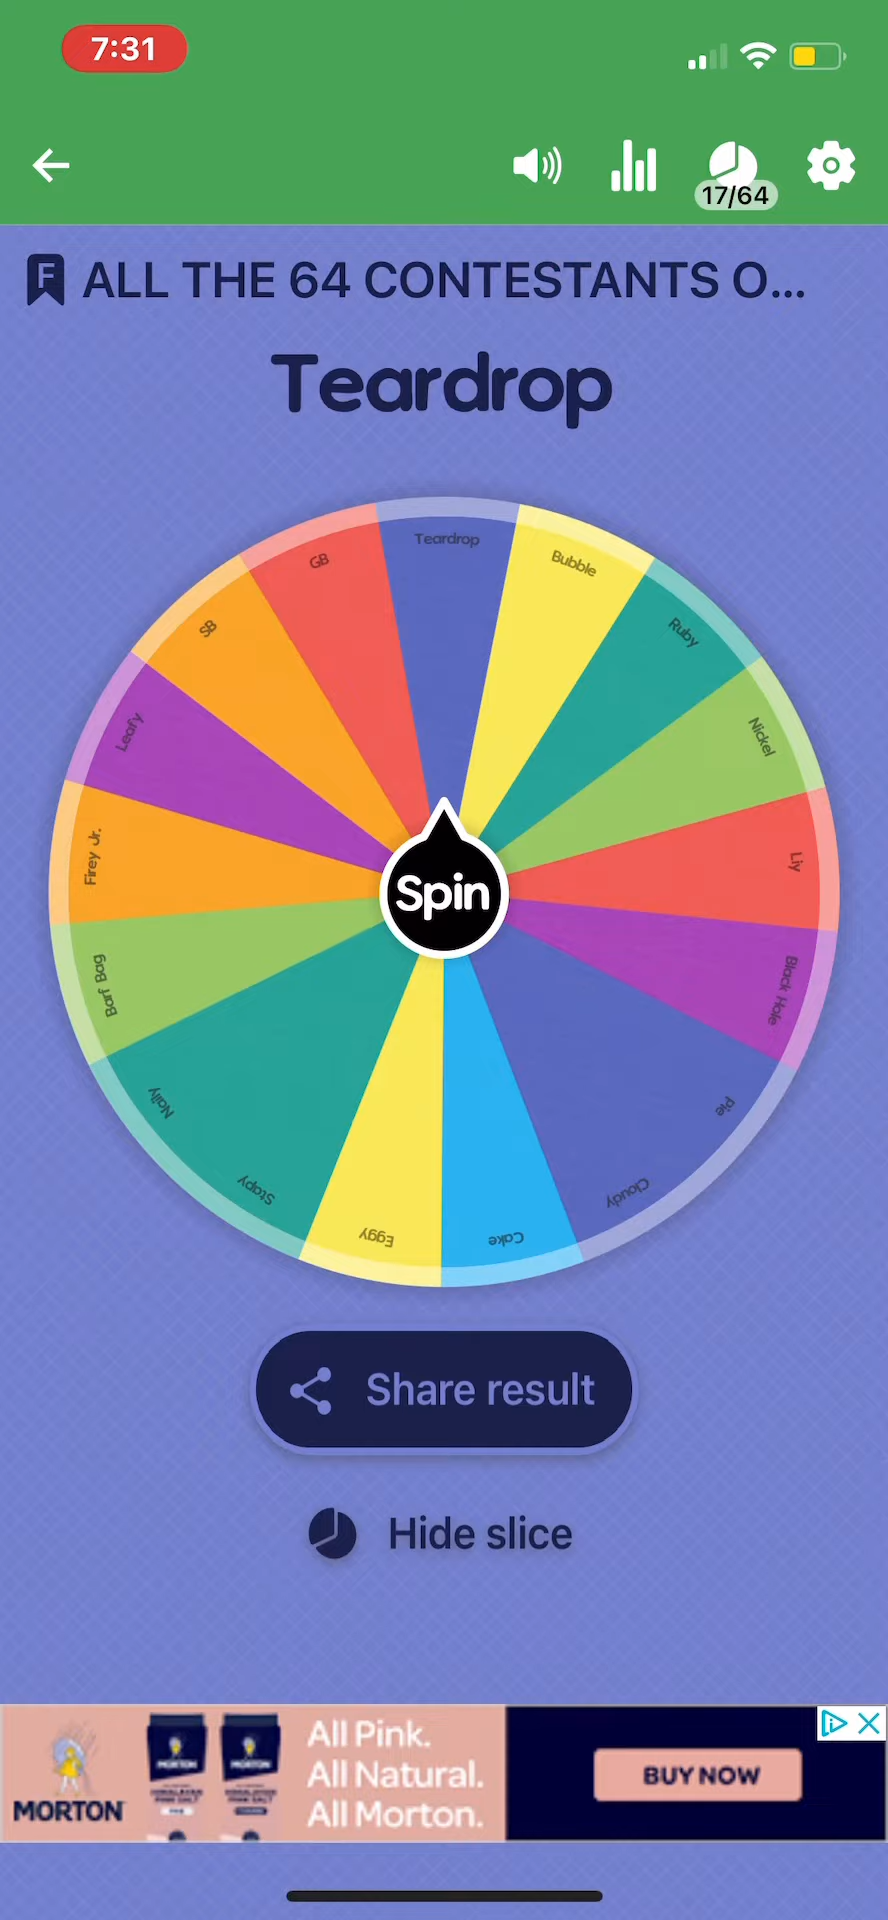 7:31
17/64
F ALL THE 64 CONTESTANTS O...
Teardrop
Teardrop
Bubble
Ruby
Nickel
Liy
Black Hole
Pie
Cloudy
Cake
Eggy
Stapy
Naily
Barf Bag
Firey Jr.
Leafy
SB
GB
Spin
Share result
Hide slice
MORTON
All Pink.
All Natural.
All Morton.
BUY NOW